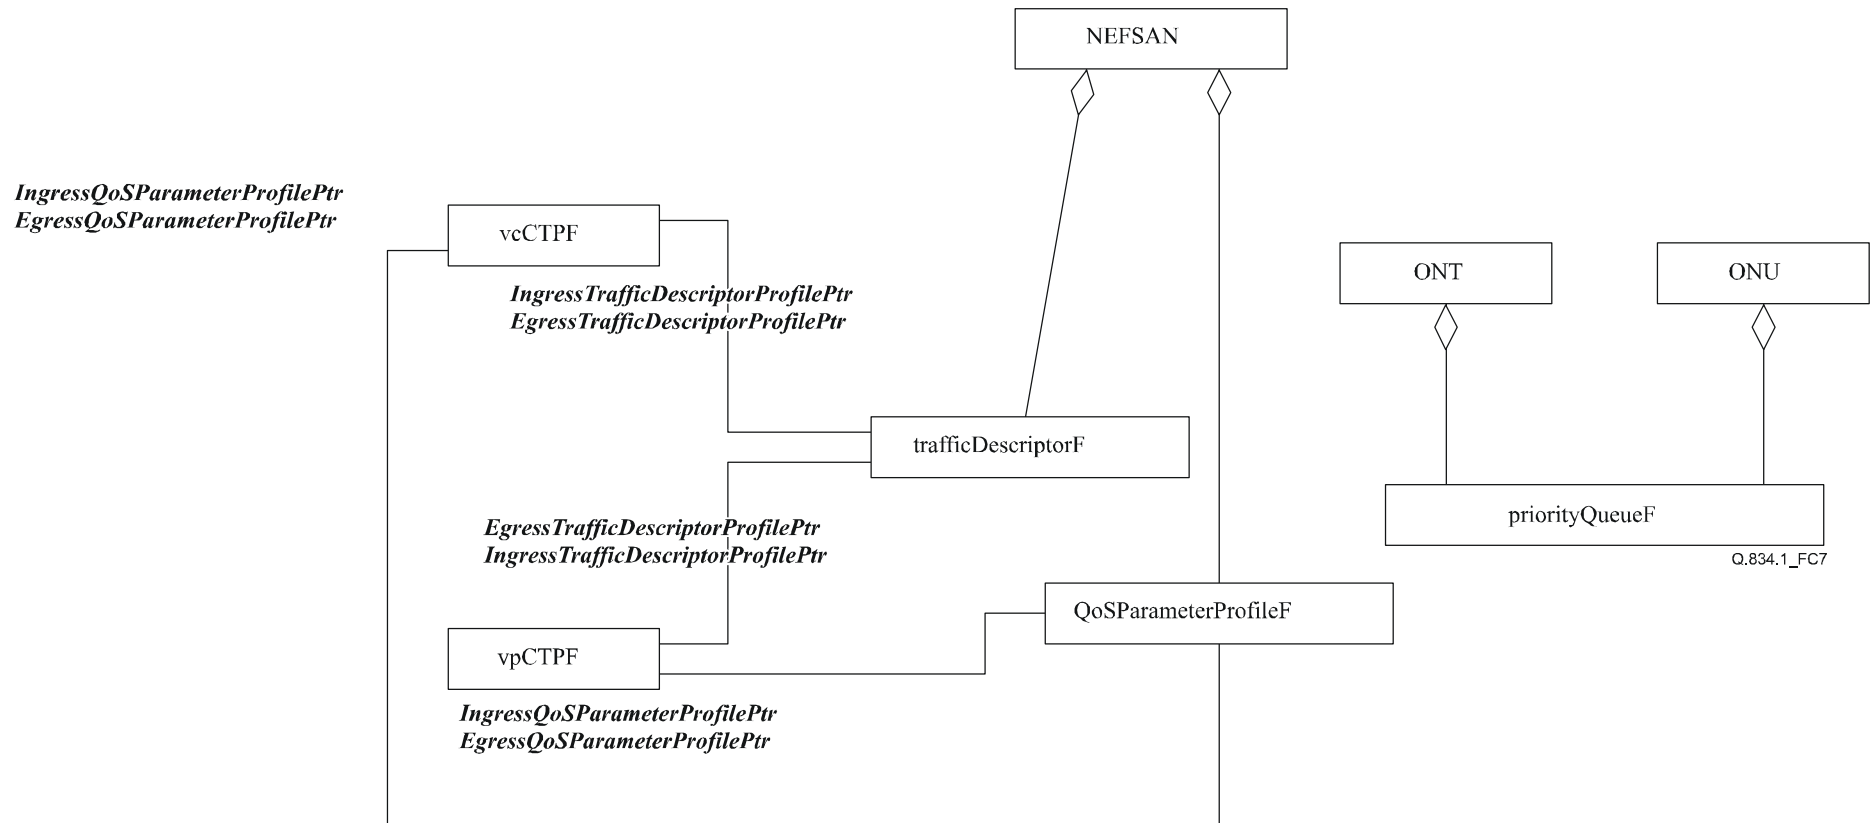 NEFSAN
IngressQoSParameterProfilePtr
EgressQoSParameterProfilePtr
vcCTPF
ONT
ONU
IngressTrafficDescriptorProfilePtr
EgressTrafficDescriptorProfilePtr
trafficDescriptorF
priorityQueueF
EgressTrafficDescriptorProfilePtr
IngressTrafficDescriptorProfilePtr
Q.834.1_FC7
QoSParameterProfileF
vpCTPF
IngressQoSParameterProfilePtr
EgressQoSParameterProfilePtr